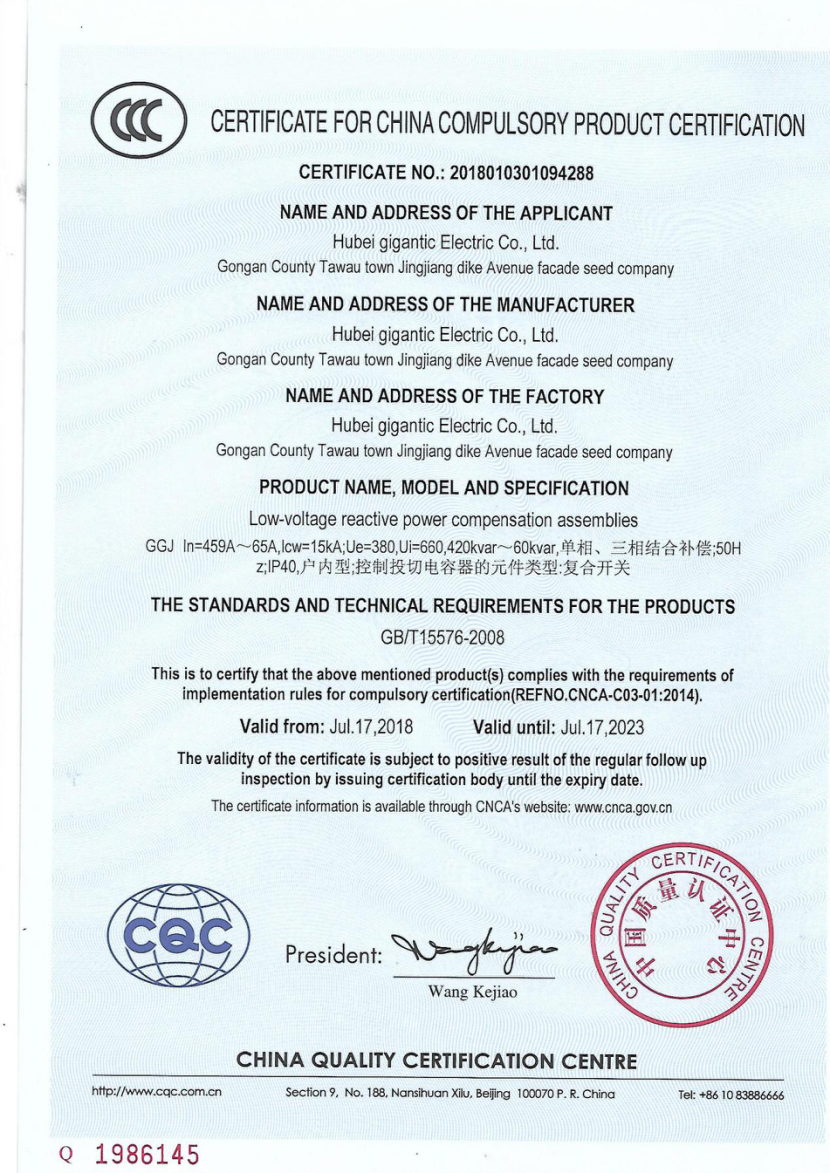 CCC
CERTIFICATE FOR CHINA COMPULSORY PRODUCT CERTIFICATION
CERTIFICATE NO.: 2018010301094288
NAME AND ADDRESS OF THE APPLICANT
Hubei gigantic Electric Co., Ltd.
Gongan County Tawau town Jingjiang dike Avenue facade seed company
NAME AND ADDRESS OF THE MANUFACTURER
Hubei gigantic Electric Co., Ltd.
Gongan County Tawau town Jingjiang dike Avenue facade seed company
NAME AND ADDRESS OF THE FACTORY
Hubei gigantic Electric Co., Ltd.
Gongan County Tawau town Jingjiang dike Avenue facade seed company
PRODUCT NAME, MODEL AND SPECIFICATION
Low-voltage reactive power compensation assemblies
GGJ In=459A～65A,Icw=15kA;Ue=380,Ui=660,420kvar～60kvar,单相、三相结合补偿;50H
z;IP40,户内型;控制投切电容器的元件类型:复合开关
THE STANDARDS AND TECHNICAL REQUIREMENTS FOR THE PRODUCTS
GB/T15576-2008
This is to certify that the above mentioned product(s) complies with the requirements of
implementation rules for compulsory certification(REFNO.CNCA-C03-01:2014).
Valid from: Jul.17,2018 Valid until: Jul.17,2023
The validity of the certificate is subject to positive result of the regular follow up
inspection by issuing certification body until the expiry date.
The certificate information is available through CNCA's website: www.cnca.gov.cn
CQC
President: Wang Kejiao
Wang Kejiao
CHINA QUALITY CERTIFICATION CENTRE
中国质量认证中心
CHINA QUALITY CERTIFICATION CENTRE
http://www.cqc.com.cn Section 9, No. 188, Nansihuan Xilu, Beijing 100070 P. R. China Tel: +86 10 83886666
Q 1986145